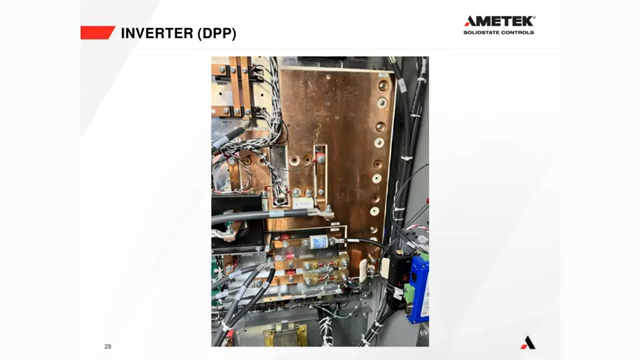 INVERTER (DPP)
AMETEK
SOLIDSTATE CONTROLS
28